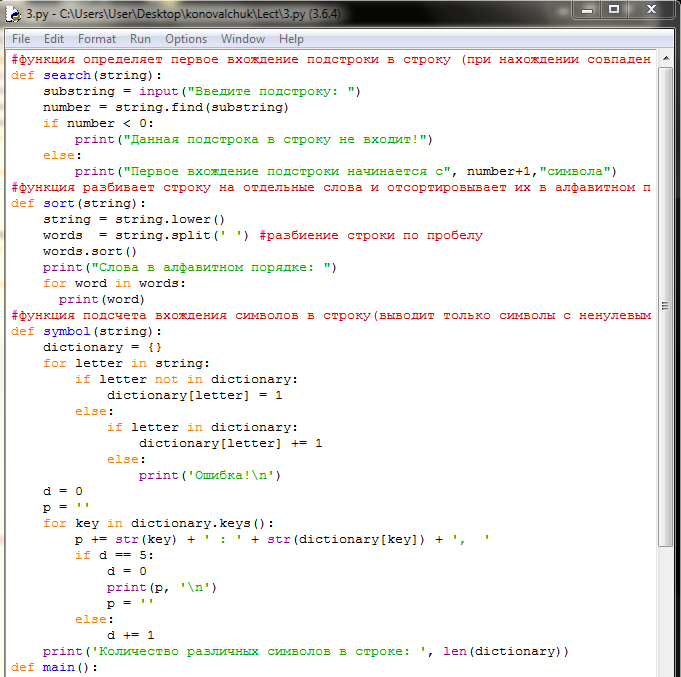 3.py - C:\Users\User\Desktop\konovalchuk\Lect\3.py (3.6.4)
File Edit Format Run Options Window Help
#функция определяет первое вхождение подстроки в строку (при нахождении совпаден
def search(string):
    substring = input("Введите подстроку: ")
    number = string.find(substring)
    if number < 0:
        print("Данная подстрока в строку не входит!")
    else:
        print("Первое вхождение подстроки начинается с", number+1,"символа")
#функция разбивает строку на отдельные слова и отсортировывает их в алфавитном п
def sort(string):
    string = string.lower()
    words  = string.split(' ') #разбиение строки по пробелу
    words.sort()
    print("Слова в алфавитном порядке: ")
    for word in words:
      print(word)
#функция подсчета вхождения символов в строку(выводит только символы с ненулевым
def symbol(string):
    dictionary = {}
    for letter in string:
        if letter not in dictionary:
            dictionary[letter] = 1
        else:
            if letter in dictionary:
                dictionary[letter] += 1
            else:
                print('Ошибка!\n')
    d = 0
    p = ''
    for key in dictionary.keys():
        p += str(key) + ' : ' + str(dictionary[key]) + ',  '
        if d == 5:
            d = 0
            print(p, '\n')
            p = ''
        else:
            d += 1
    print('Количество различных символов в строке: ', len(dictionary))
def main():